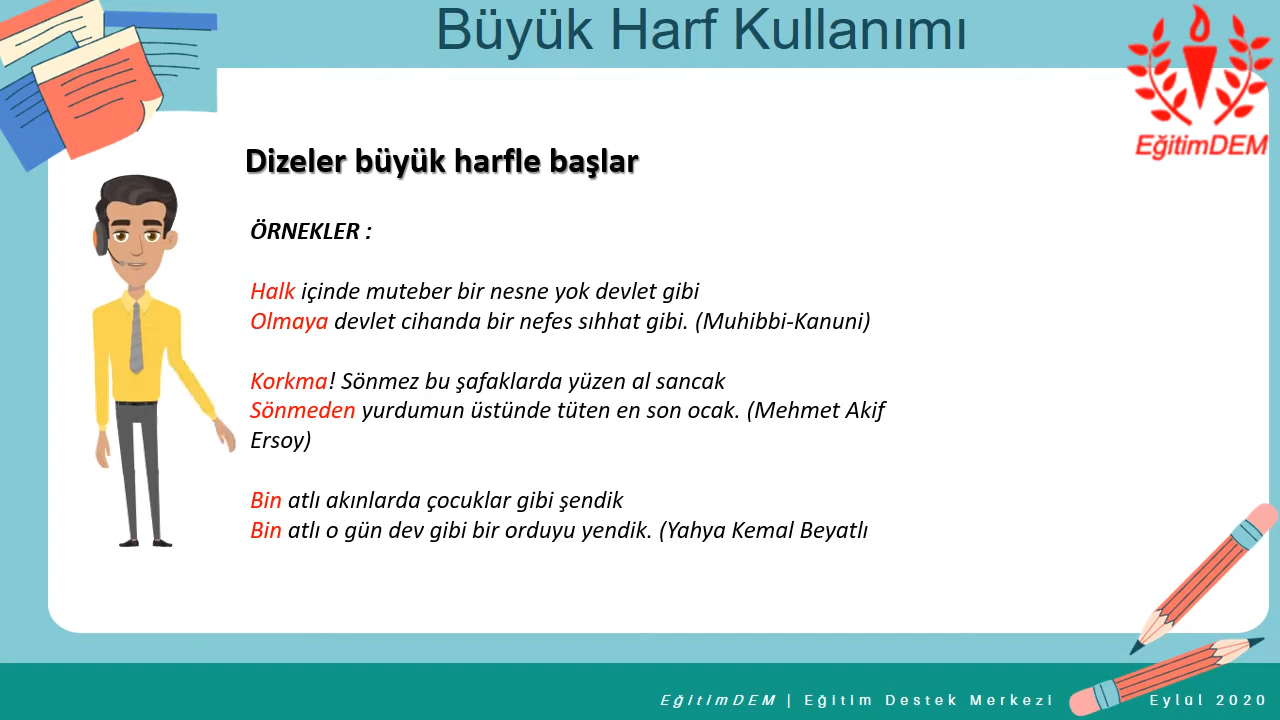 Büyük Harf Kullanımı
EğitimDEM
Dizeler büyük harfle başlar
ÖRNEKLER :
Halk içinde muteber bir nesne yok devlet gibi
Olmaya devlet cihanda bir nefes sıhhat gibi. (Muhibbi-Kanuni)
Korkma! Sönmez bu şafaklarda yüzen al sancak
Sönmeden yurdumun üstünde tüten en son ocak. (Mehmet Akif
Ersoy)
Bin atlı akınlarda çocuklar gibi şendik
Bin atlı o gün dev gibi bir orduyu yendik. (Yahya Kemal Beyatlı
EğitimDEM | Eğitim Destek Merkezi Eylül 2020